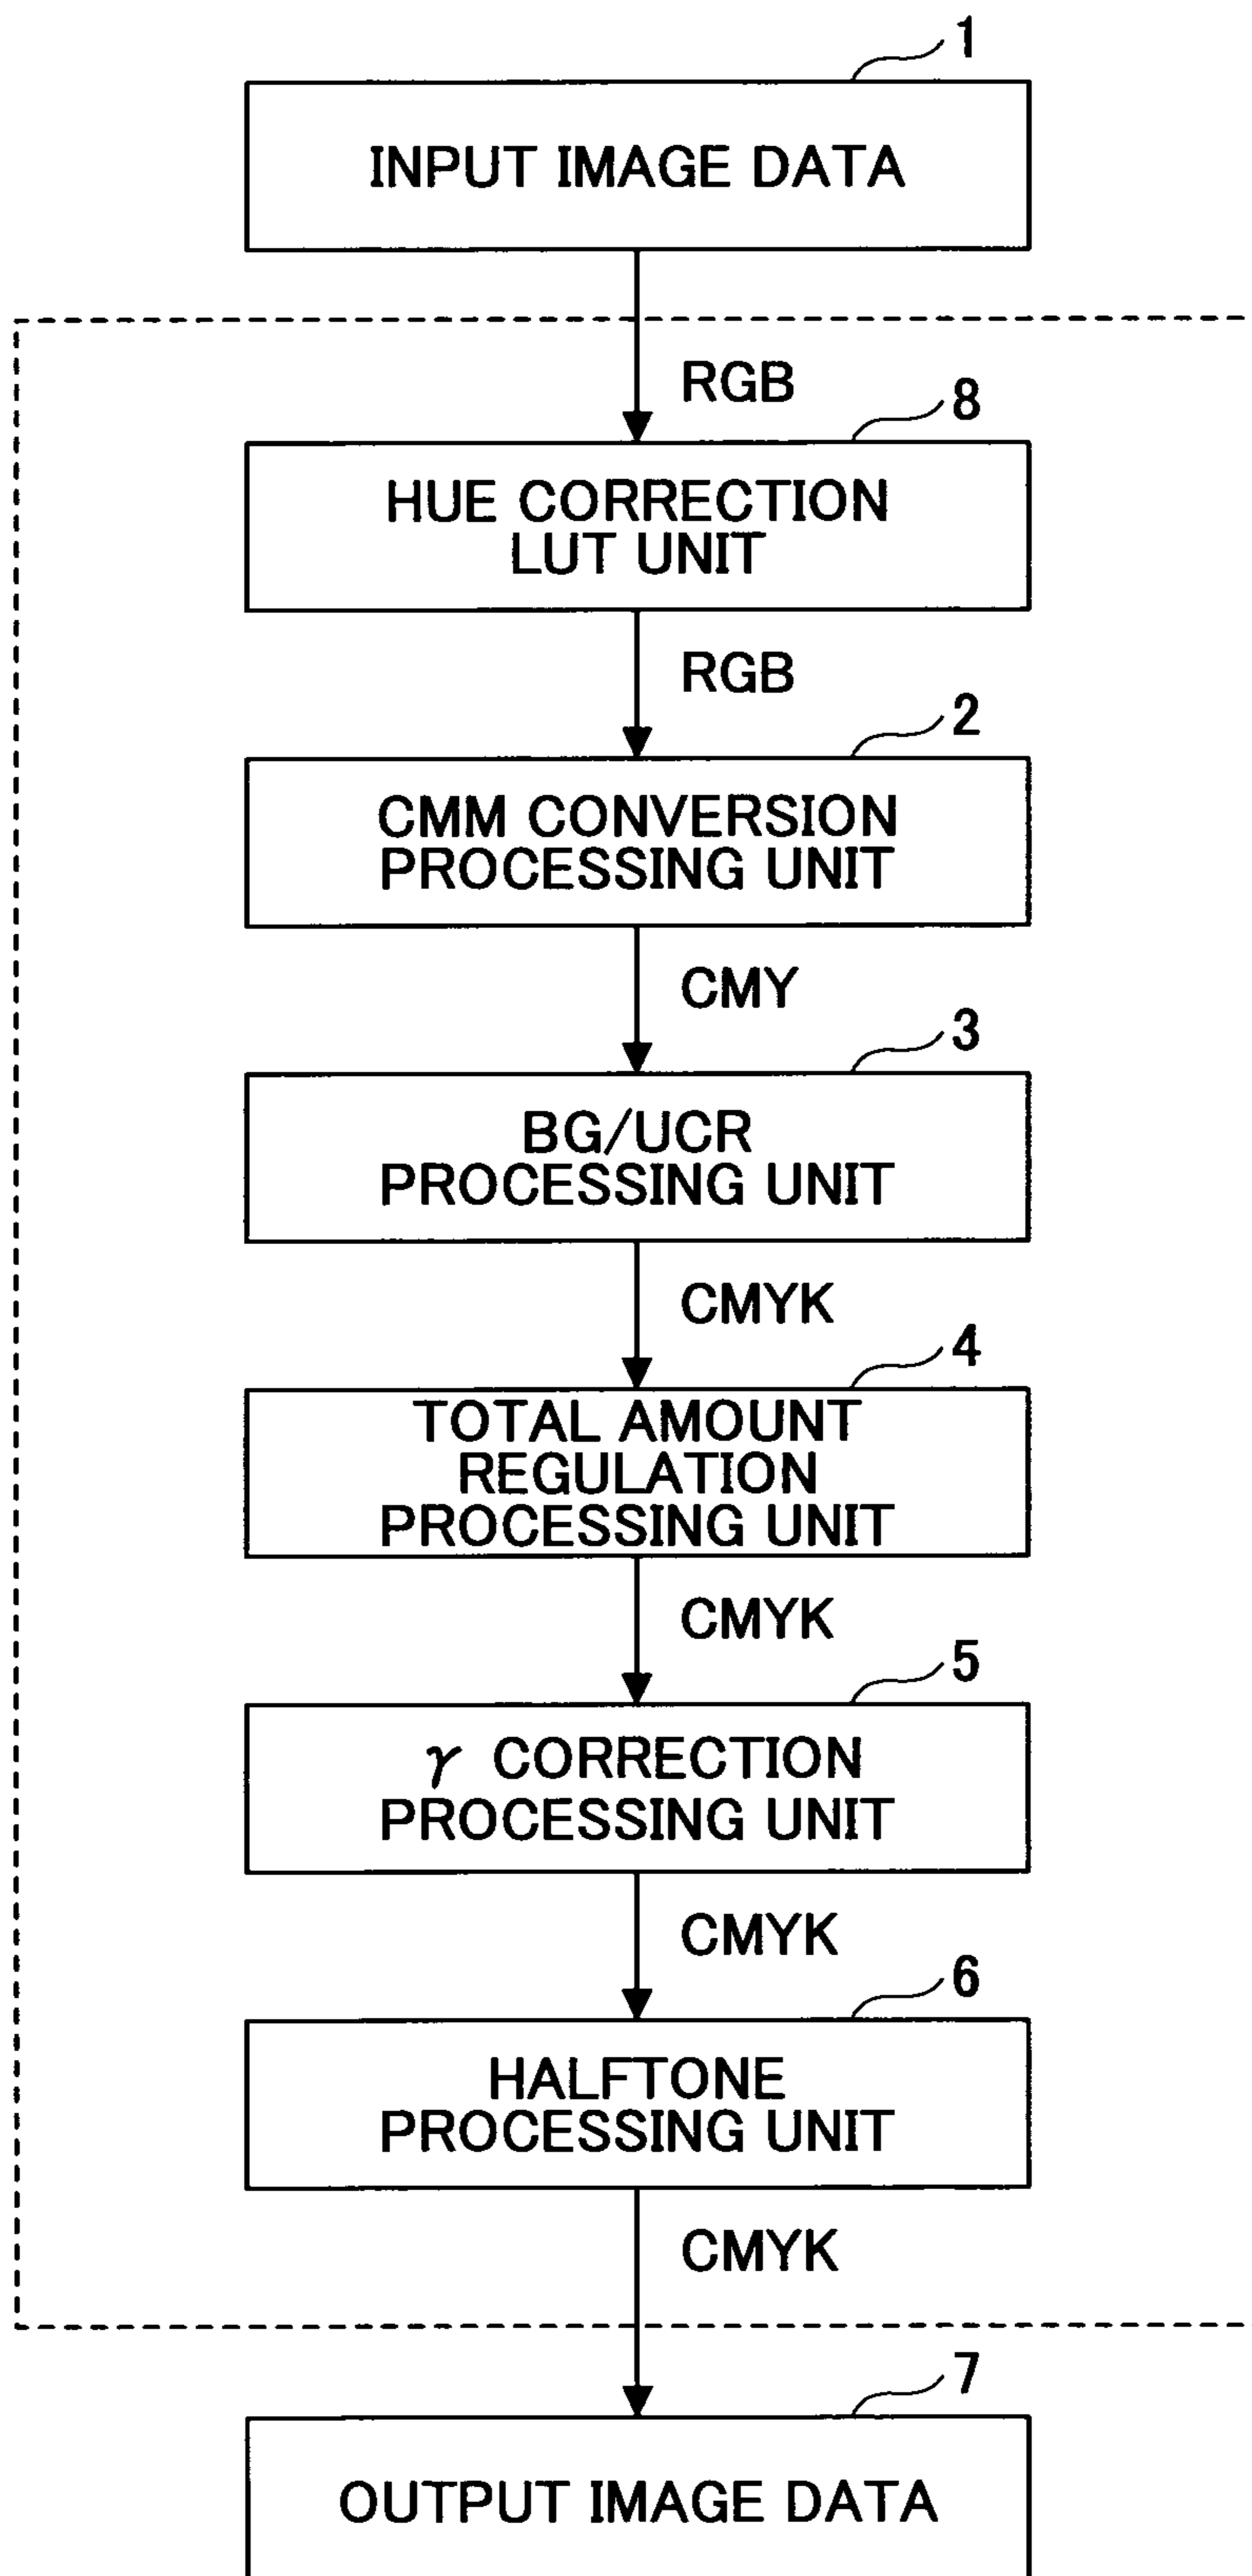 1
INPUT IMAGE DATA
RGB
8
HUE CORRECTION
LUT UNIT
RGB
2
CMM CONVERSION
PROCESSING UNIT
CMY
3
BG/UCR
PROCESSING UNIT
CMYK
4
TOTAL AMOUNT
REGULATION
PROCESSING UNIT
CMYK
5
γ CORRECTION
PROCESSING UNIT
CMYK
6
HALFTONE
PROCESSING UNIT
CMYK
7
OUTPUT IMAGE DATA